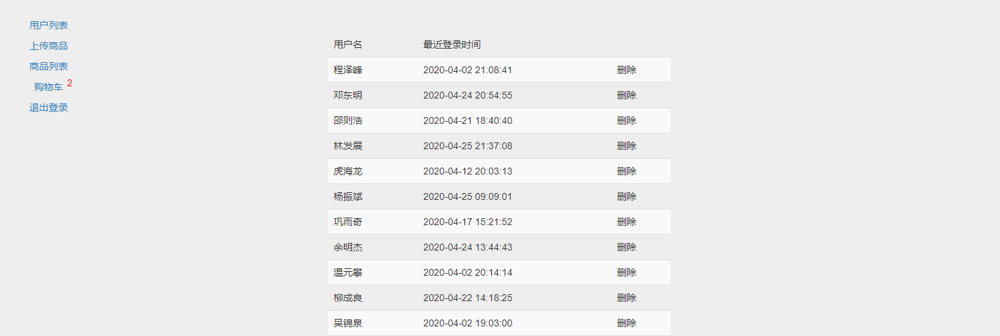 用户列表
上传商品
商品列表
购物车 2
退出登录
用户名 最近登录时间
程泽峰 2020-04-02 21:08:41 删除
邓东明 2020-04-24 20:54:55 删除
邵则浩 2020-04-21 18:40:40 删除
林发展 2020-04-25 21:37:08 删除
虎海龙 2020-04-12 20:03:13 删除
杨振斌 2020-04-25 09:09:01 删除
巩雨奇 2020-04-17 15:21:52 删除
余明杰 2020-04-24 13:44:43 删除
温元攀 2020-04-02 20:14:14 删除
柳成良 2020-04-22 14:18:25 删除
吴锦泉 2020-04-02 19:03:00 删除